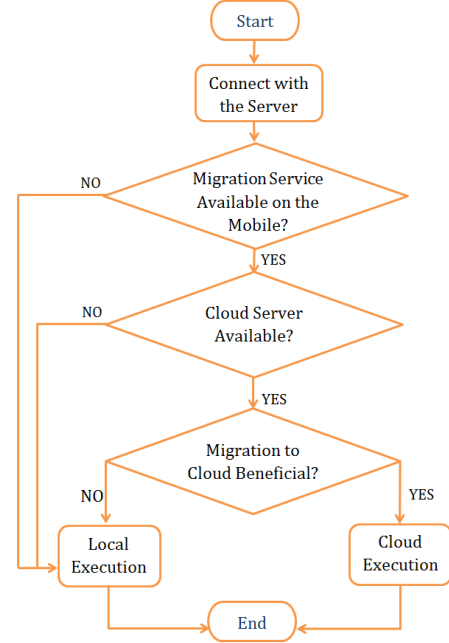 Start
Connect with
the Server
Migration Service
Available on the
Mobile?
NO
YES
Cloud Server
Available?
NO
YES
Migration to
Cloud Beneficial?
NO
YES
Local
Execution
Cloud
Execution
End